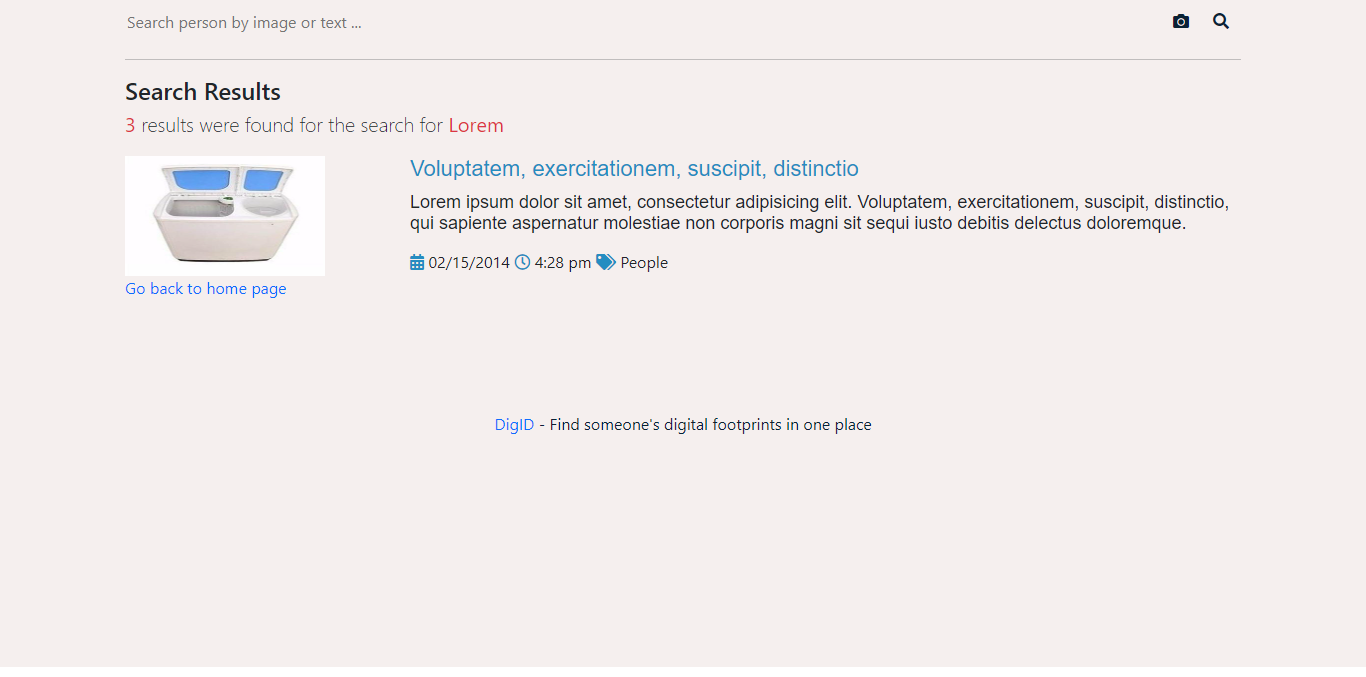 Search person by image or text ...
Search Results
3 results were found for the search for Lorem
Voluptatem, exercitationem, suscipit, distinctio
Lorem ipsum dolor sit amet, consectetur adipisicing elit. Voluptatem, exercitationem, suscipit, distinctio,
qui sapiente aspernatur molestiae non corporis magni sit sequi iusto debitis delectus doloremque.
02/15/2014 4:28 pm People
Go back to home page
DigID - Find someone's digital footprints in one place